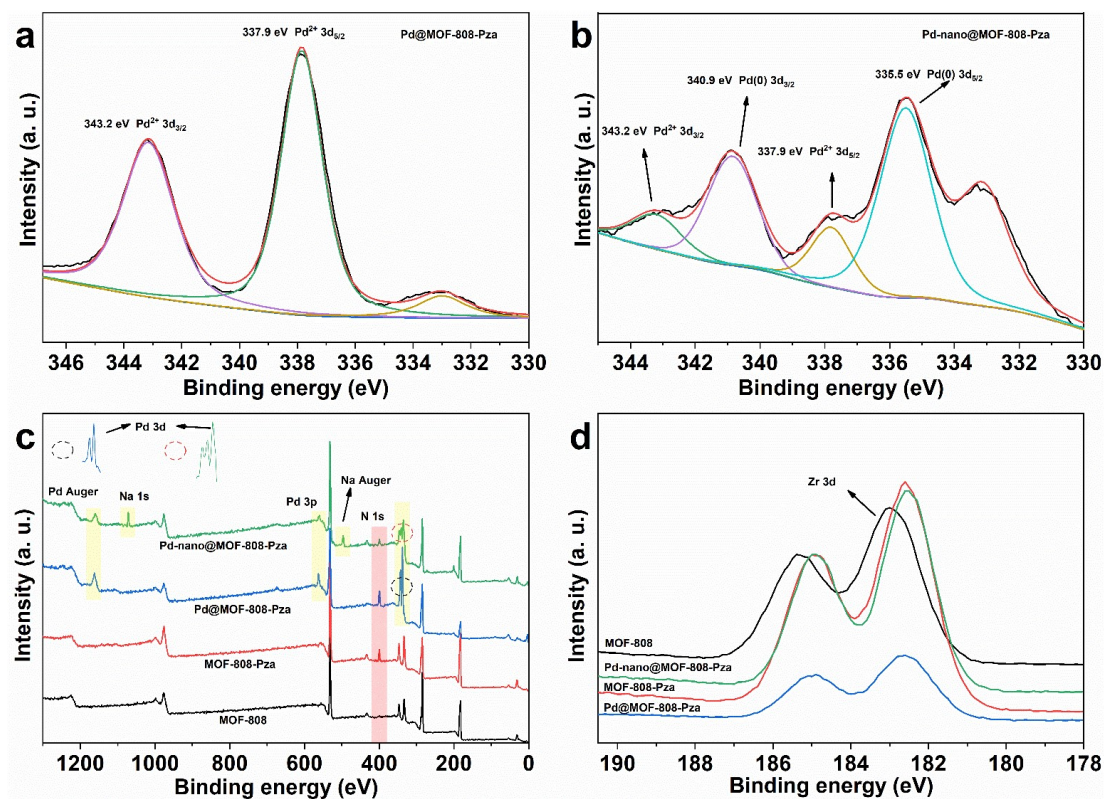 a
337.9 eV Pd²⁺ 3d₅/₂
Pd@MOF-808-Pza
343.2 eV Pd²⁺ 3d₃/₂
Intensity (a. u.)
346 344 342 340 338 336 334 332 330
Binding energy (eV)
b
Pd-nano@MOF-808-Pza
335.5 eV Pd(0) 3d₅/₂
340.9 eV Pd(0) 3d₃/₂
343.2 eV Pd²⁺ 3d₃/₂
337.9 eV Pd²⁺ 3d₅/₂
Intensity (a. u.)
344 342 340 338 336 334 332 330
Binding energy (eV)
c
Pd 3d
Pd Auger
Na 1s
Pd 3p
Na Auger
N 1s
Pd-nano@MOF-808-Pza
Pd@MOF-808-Pza
MOF-808-Pza
MOF-808
Intensity (a. u.)
1200 1000 800 600 400 200 0
Binding energy (eV)
d
Zr 3d
MOF-808
Pd-nano@MOF-808-Pza
MOF-808-Pza
Pd@MOF-808-Pza
Intensity (a. u.)
190 188 186 184 182 180 178
Binding energy (eV)